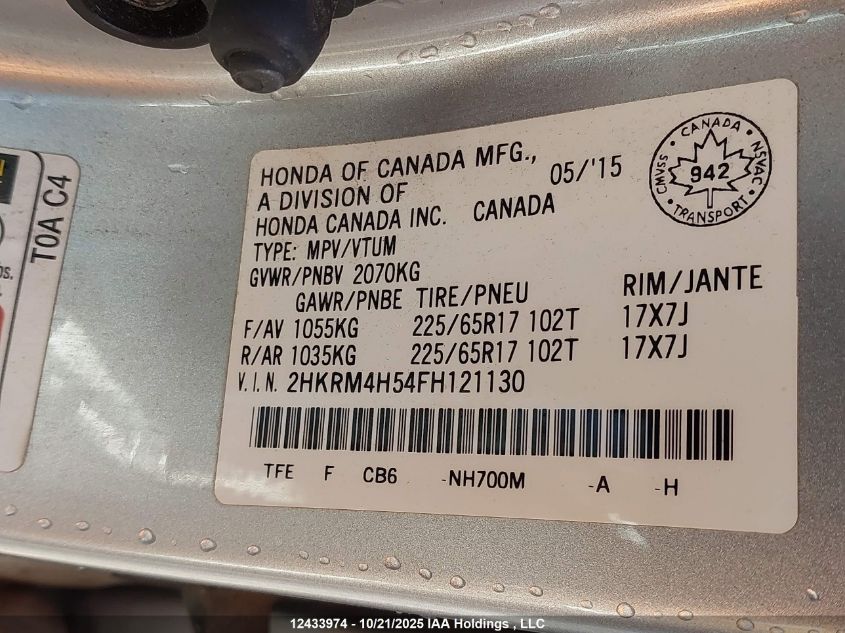 T0A C4
HONDA OF CANADA MFG., 05/'15
A DIVISION OF
HONDA CANADA INC. CANADA
TYPE: MPV/VTUM
GVWR/PNBV 2070KG
GAWR/PNBE TIRE/PNEU RIM/JANTE
F/AV 1055KG 225/65R17 102T 17X7J
R/AR 1035KG 225/65R17 102T 17X7J
V.I.N. 2HKRM4H54FH121130
TFE F CB6 -NH700M -A -H
CANADA
CMVSS 942 NSVAC
TRANSPORT
12433974 - 10/21/2025 IAA Holdings , LLC